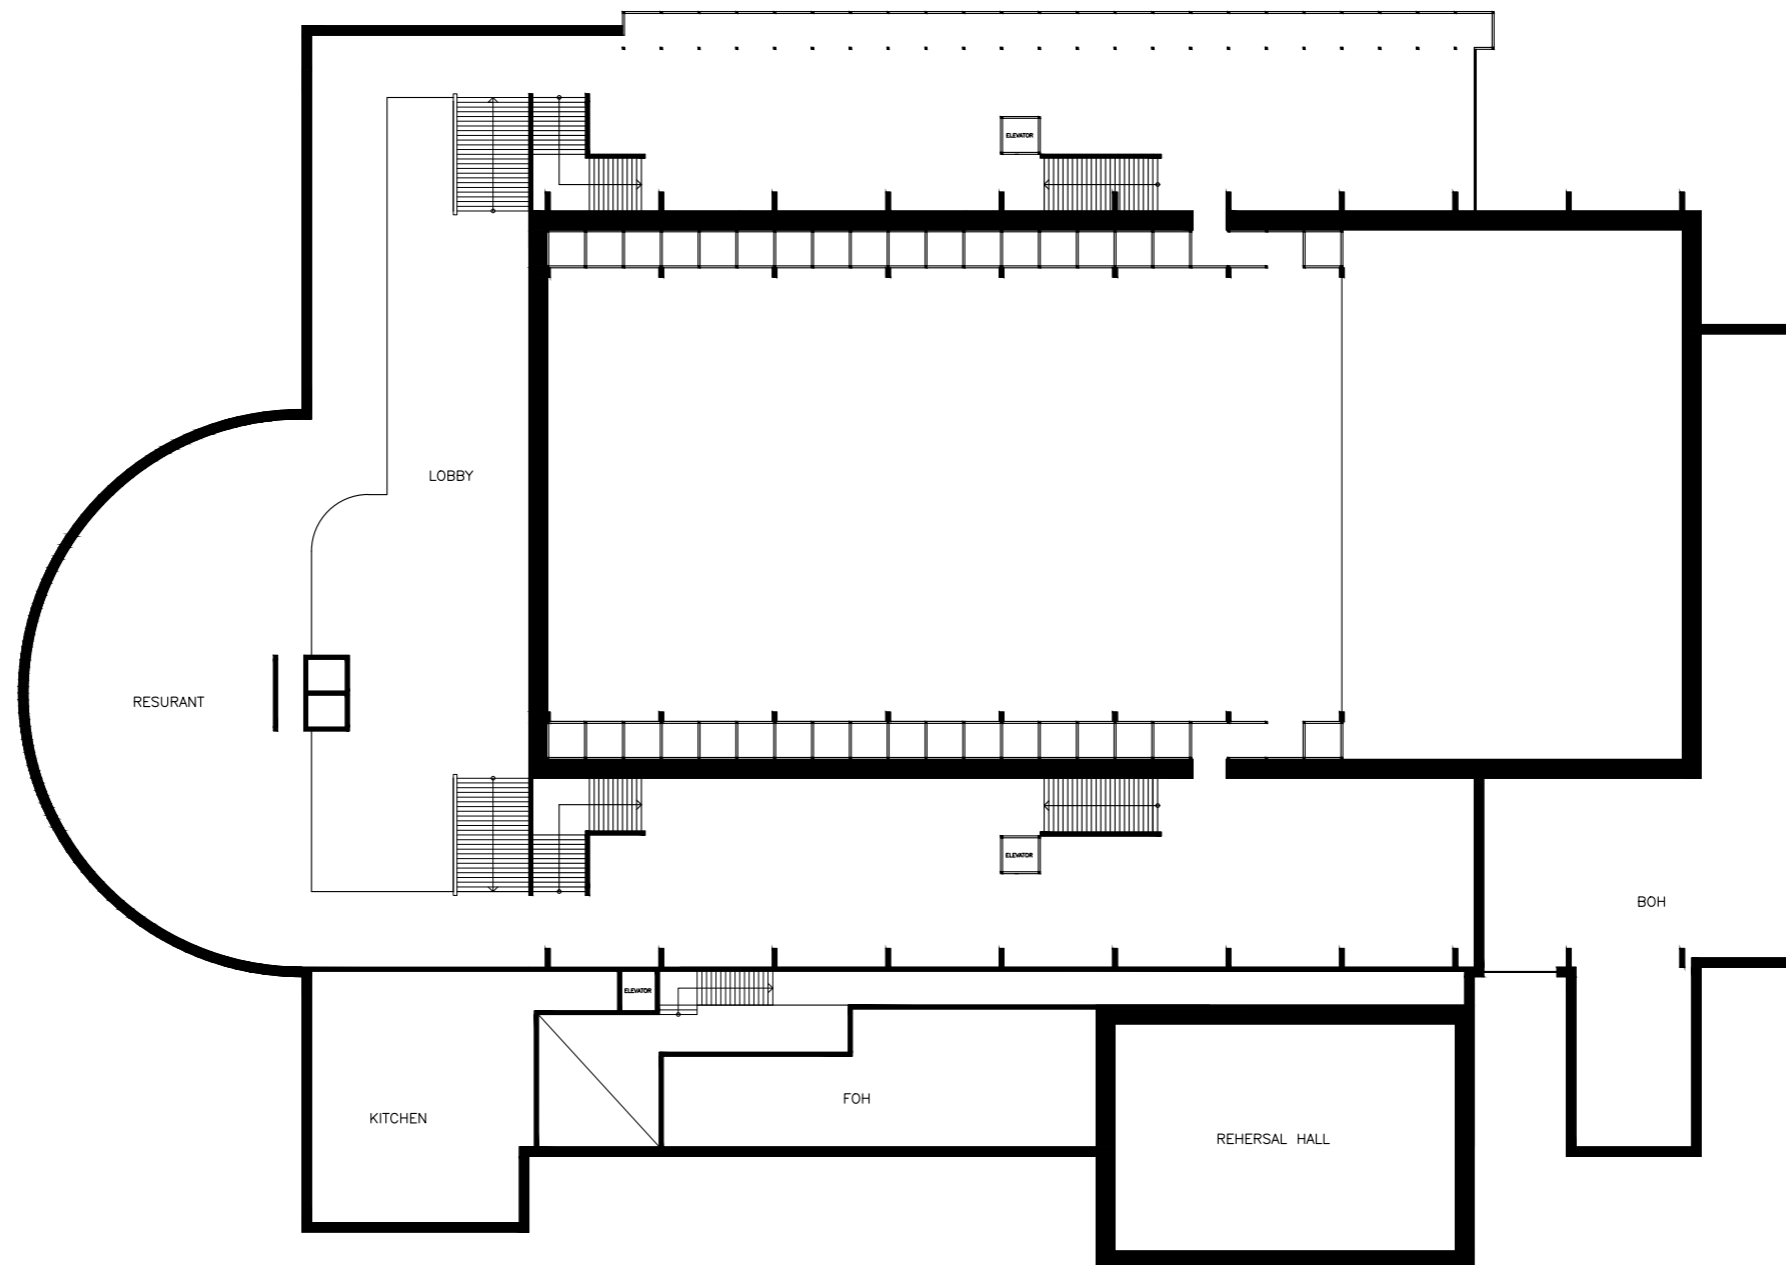 ELEVATOR
LOBBY
RESURANT
ELEVATOR
BOH
ELEVATOR
FOH
KITCHEN
REHERSAL HALL